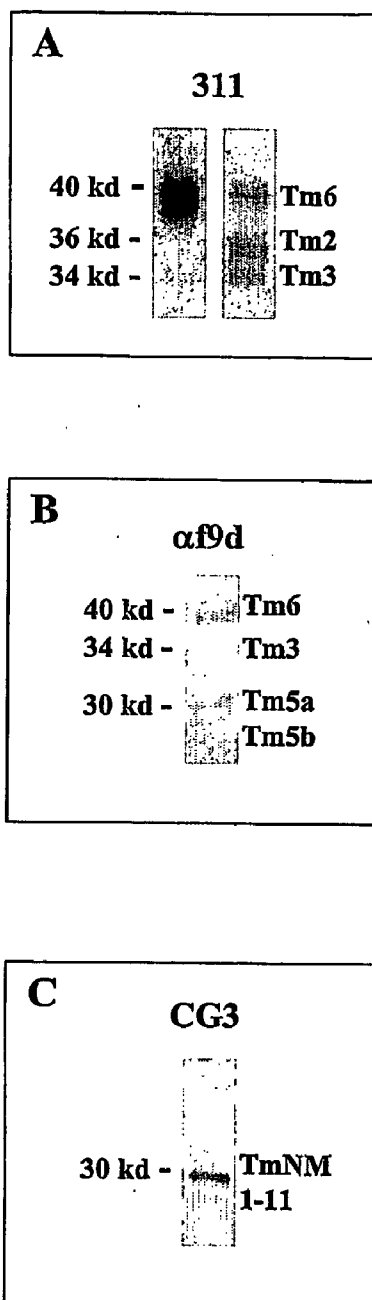 A
311
40 kd - Tm6
36 kd - Tm2
34 kd - Tm3
B
αf9d
40 kd - Tm6
34 kd - Tm3
30 kd - Tm5a
Tm5b
C
CG3
30 kd - TmNM
1-11